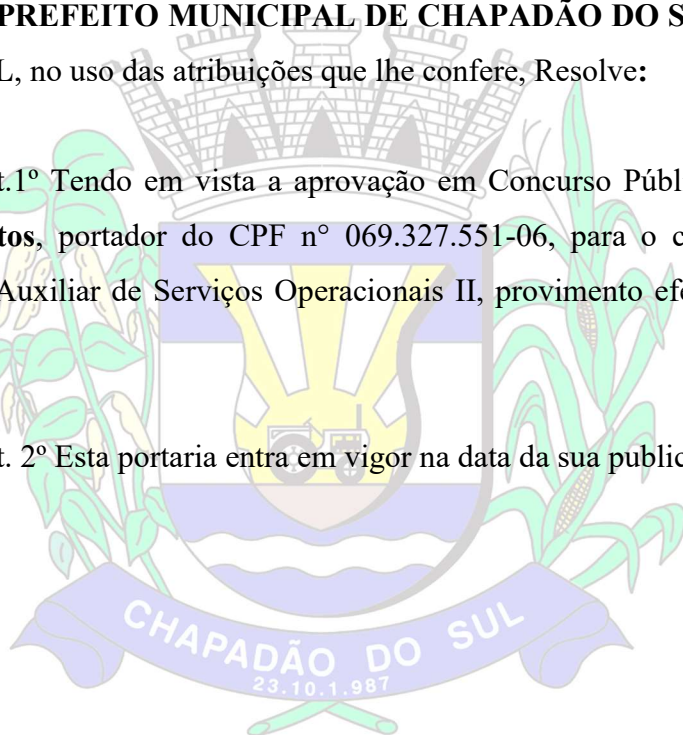 PREFEITO MUNICIPAL DE CHAPADÃO DO S
L, no uso das atribuições que lhe confere, Resolve:
t.1º Tendo em vista a aprovação em Concurso Públ
tos, portador do CPF n° 069.327.551-06, para o c
Auxiliar de Serviços Operacionais II, provimento efe
t. 2º Esta portaria entra em vigor na data da sua public
CHAPADÃO DO SUL
23.10.1.987